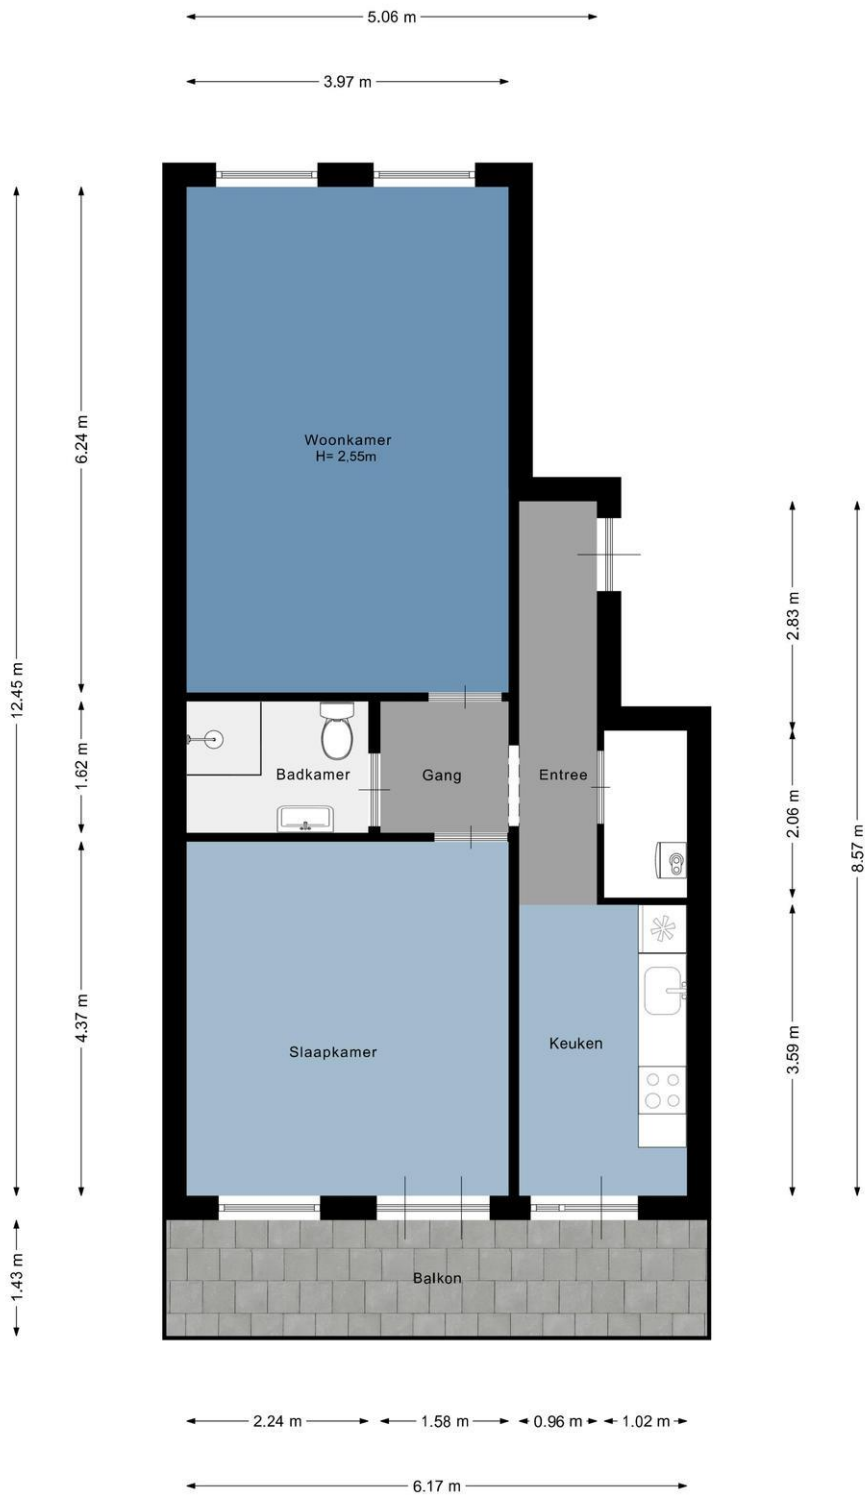 5.06 m
3.97 m
Woonkamer
H= 2,55m
6.24 m
12.45 m
2.83 m
8.57 m
1.62 m
Badkamer
Gang
Entree
2.06 m
4.37 m
Slaapkamer
Keuken
3.59 m
1.43 m
Balkon
2.24 m
1.58 m
0.96 m
1.02 m
6.17 m